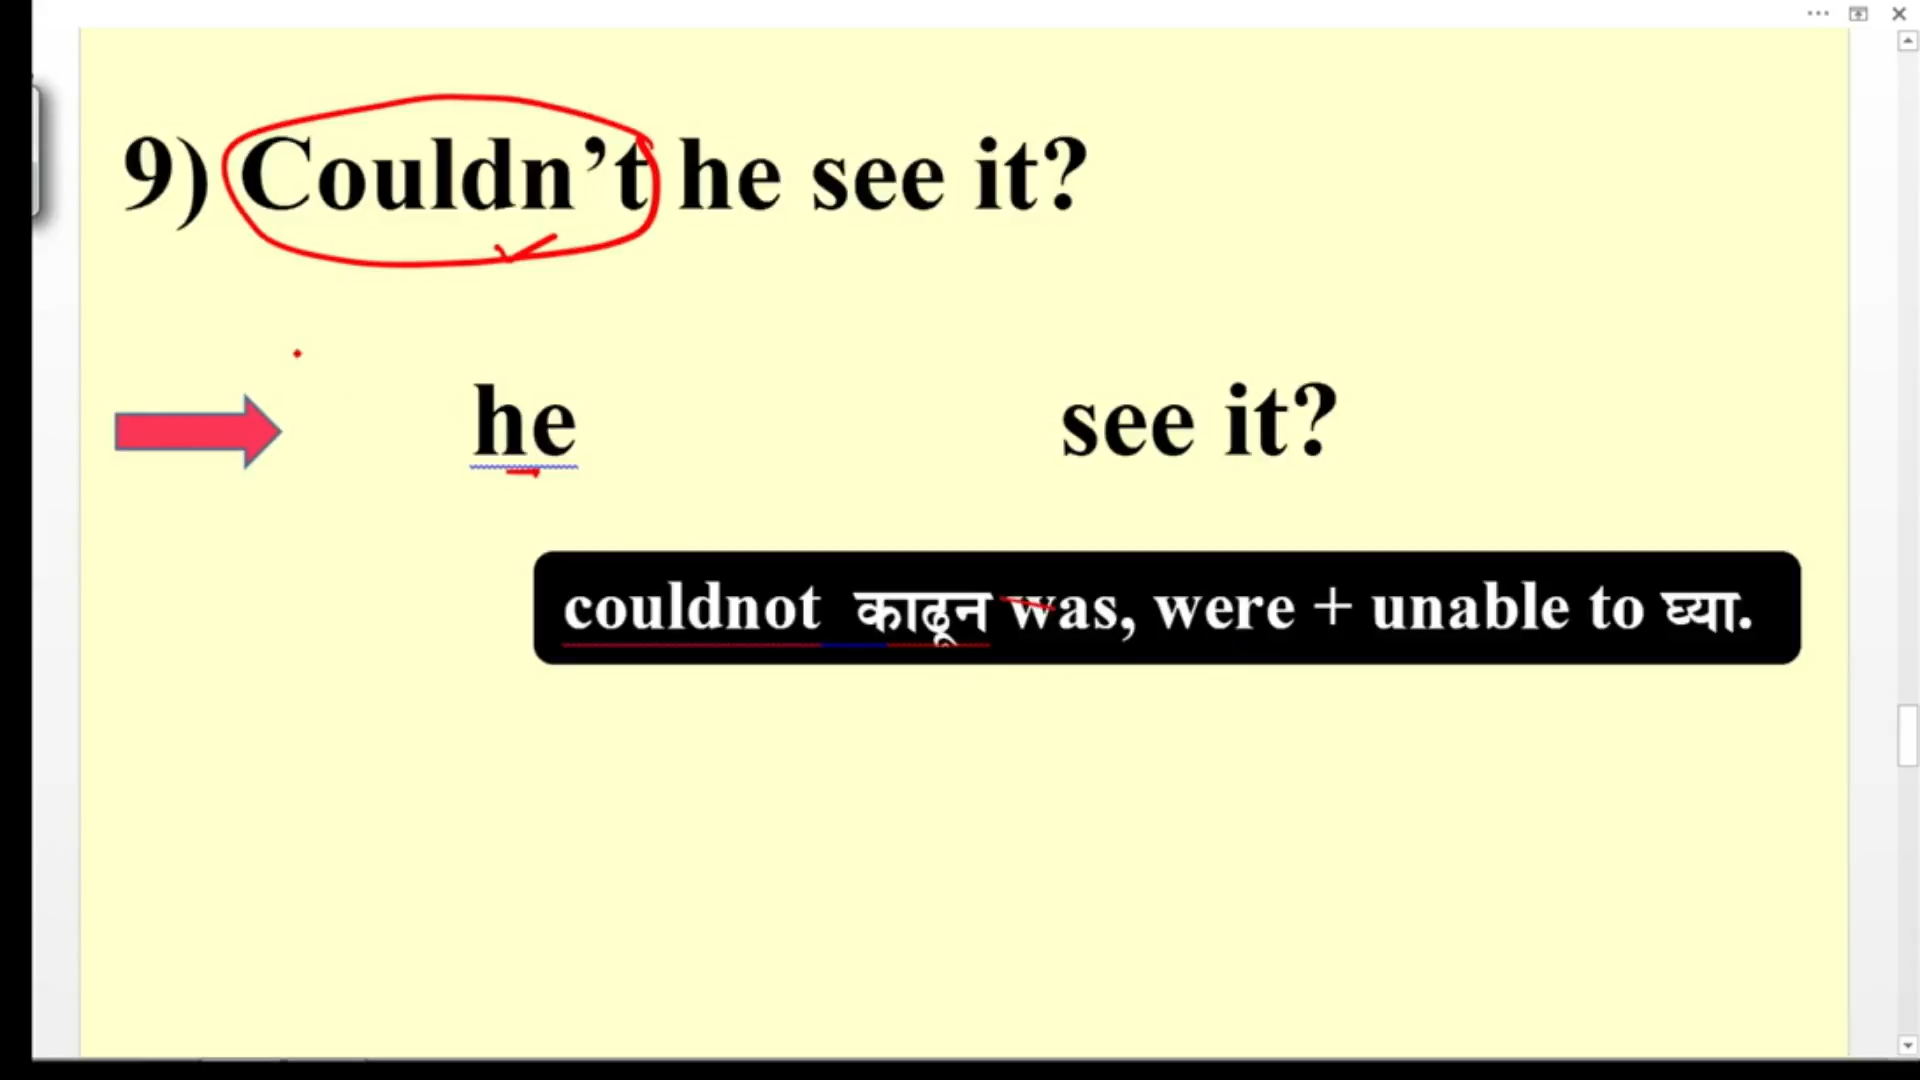 9) Couldn’t he see it?
he see it?
couldnot काढून was, were + unable to घ्या.